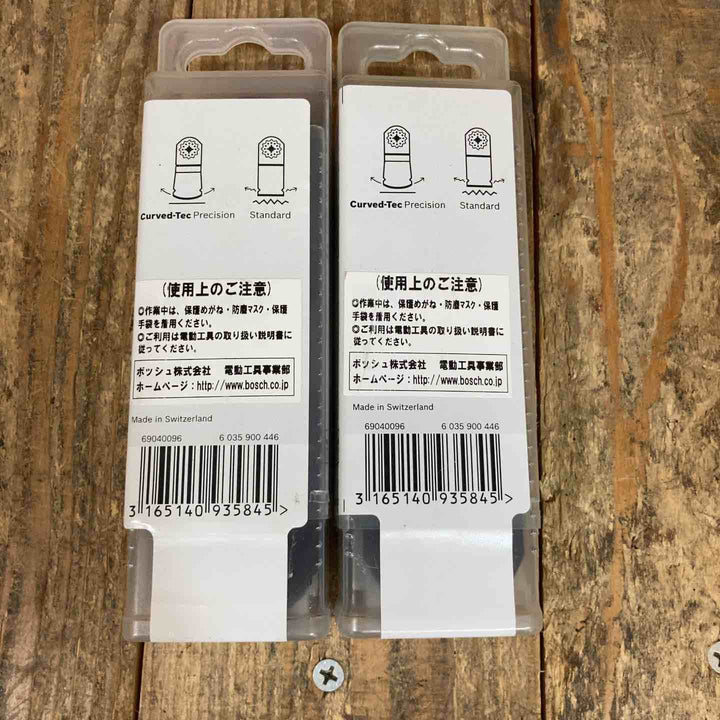 Curved-Tec Precision Standard
(使用上のご注意)
◎作業中は、保護めがね・防塵マスク・保護
手袋を着用ください。
◎ご利用は電動工具の取り扱い説明書に
従ってください。
ボッシュ株式会社 電動工具事業部
ホームページ：http://www.bosch.co.jp
Made in Switzerland
69040096 6 035 900 446
3 165140 935845 >
Curved-Tec Precision Standard
(使用上のご注意)
◎作業中は、保護めがね・防塵マスク・保護
手袋を着用ください。
◎ご利用は電動工具の取り扱い説明書に
従ってください。
ボッシュ株式会社 電動工具事業部
ホームページ：http://www.bosch.co.jp
Made in Switzerland
69040096 6 035 900 446
3 165140 935845 >